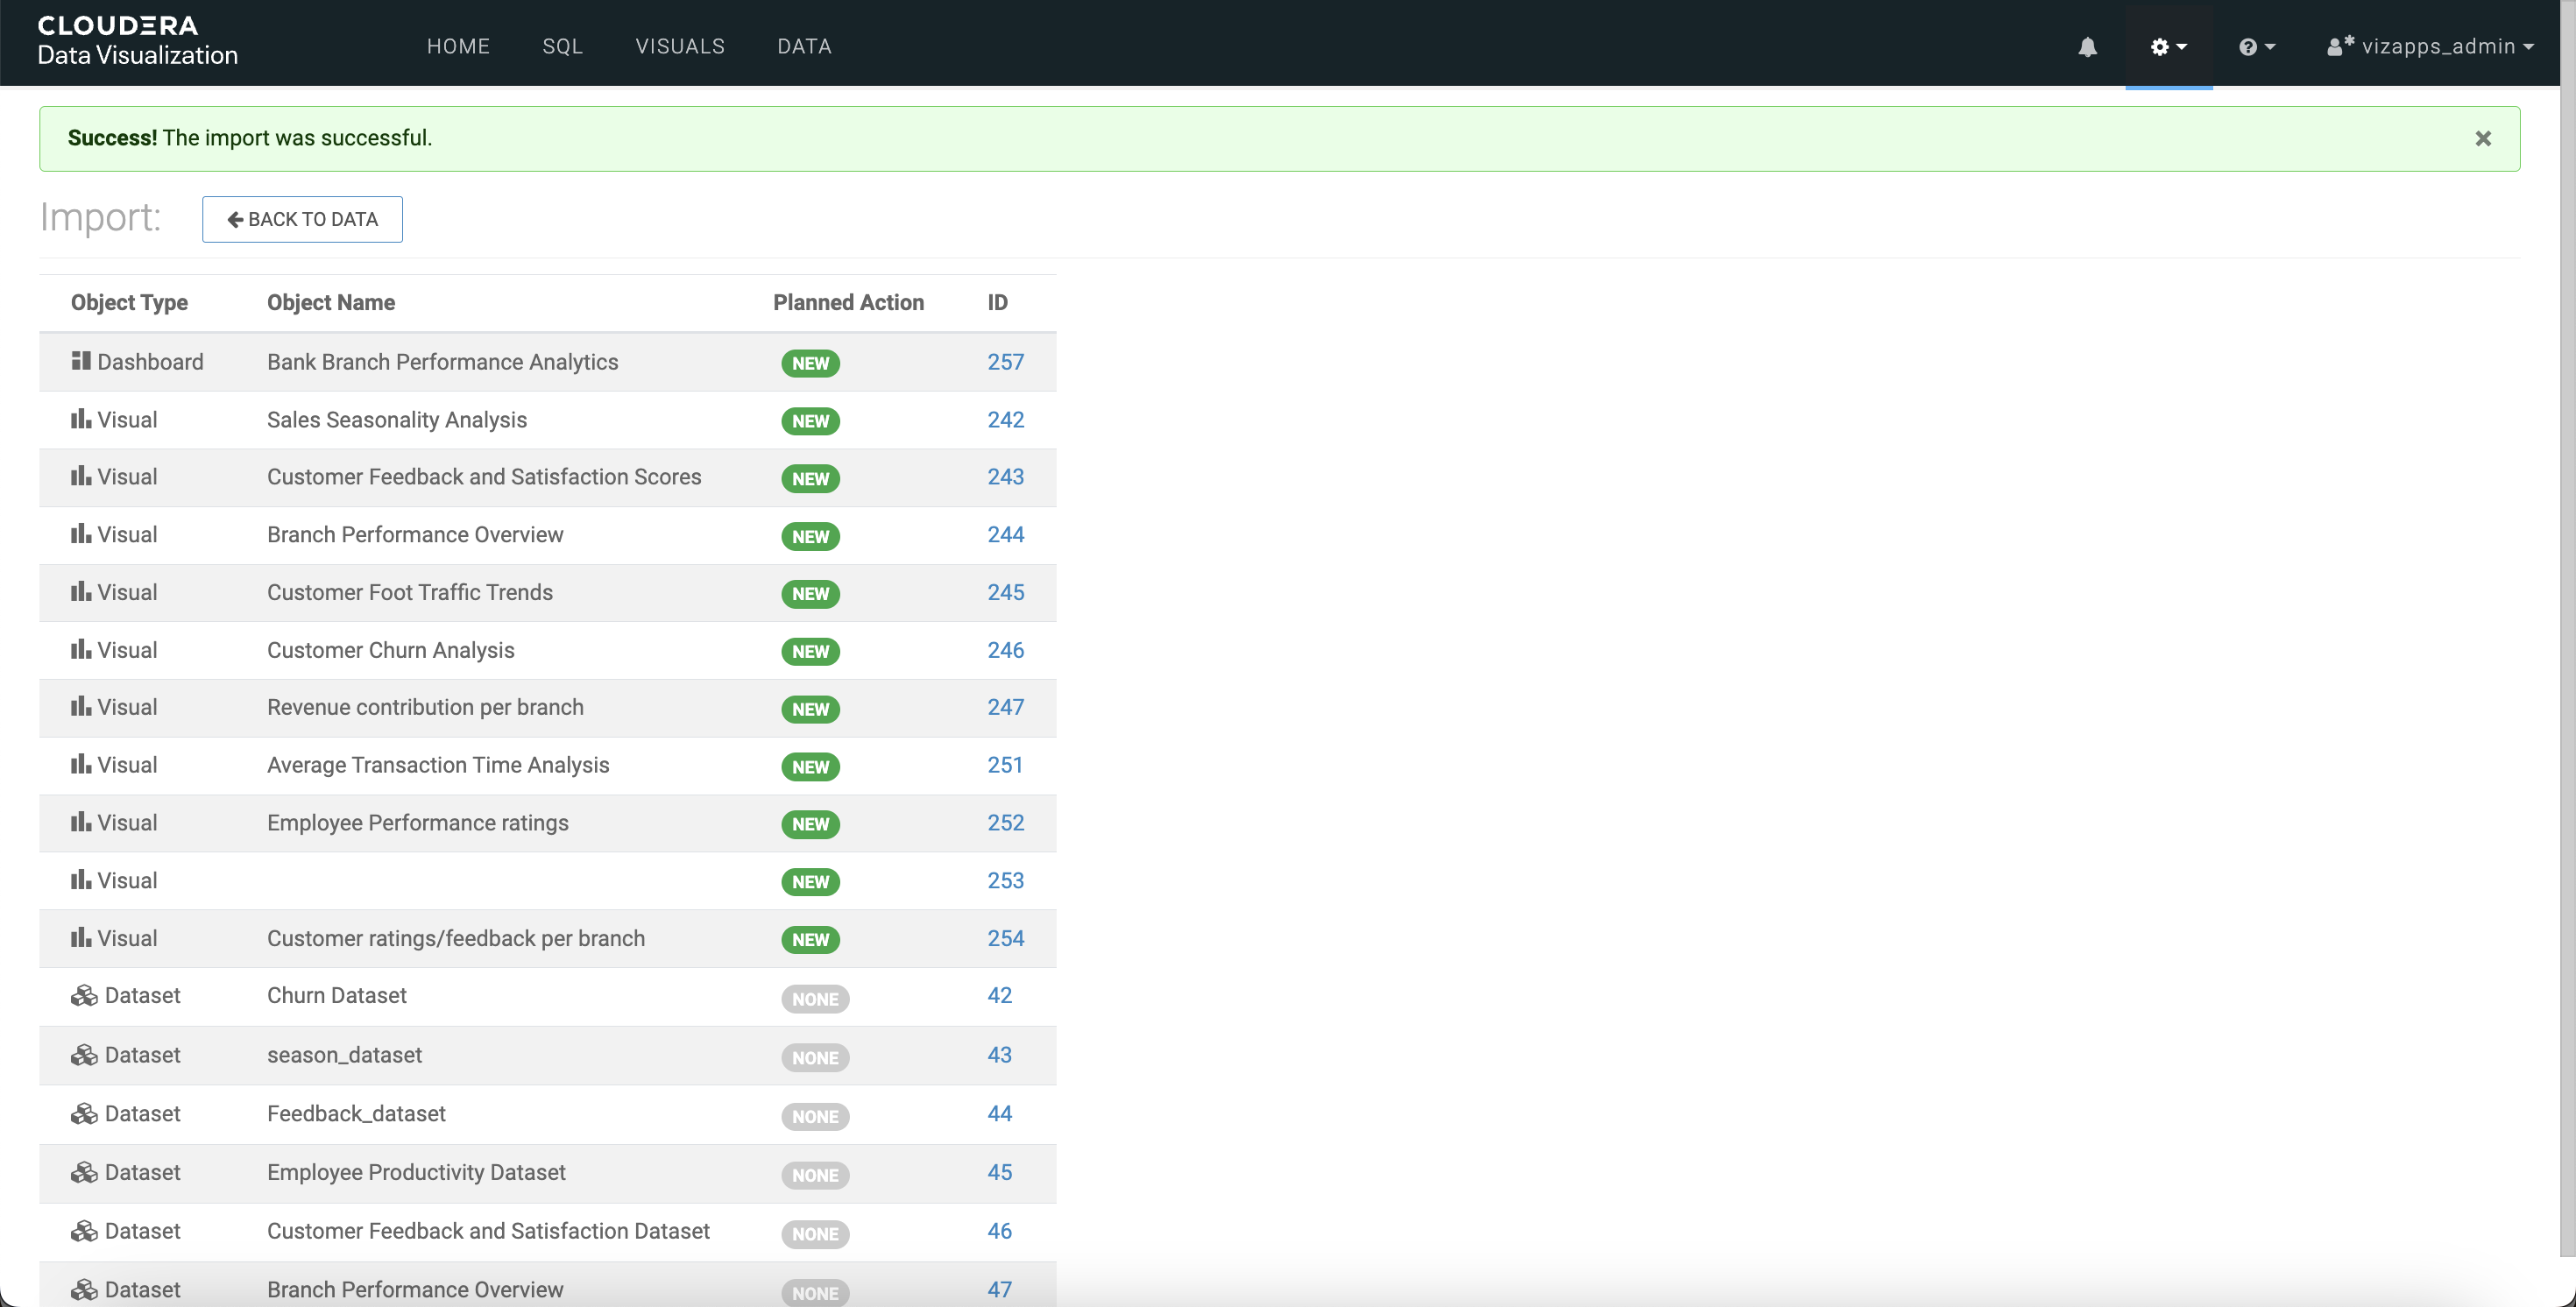 CLOUDERA
Data Visualization
HOME SQL VISUALS DATA
vizapps_admin
Success! The import was successful.
Import: BACK TO DATA
Object Type Object Name Planned Action ID
Dashboard Bank Branch Performance Analytics NEW 257
Visual Sales Seasonality Analysis NEW 242
Visual Customer Feedback and Satisfaction Scores NEW 243
Visual Branch Performance Overview NEW 244
Visual Customer Foot Traffic Trends NEW 245
Visual Customer Churn Analysis NEW 246
Visual Revenue contribution per branch NEW 247
Visual Average Transaction Time Analysis NEW 251
Visual Employee Performance ratings NEW 252
Visual NEW 253
Visual Customer ratings/feedback per branch NEW 254
Dataset Churn Dataset NONE 42
Dataset season_dataset NONE 43
Dataset Feedback_dataset NONE 44
Dataset Employee Productivity Dataset NONE 45
Dataset Customer Feedback and Satisfaction Dataset NONE 46
Dataset Branch Performance Overview NONE 47